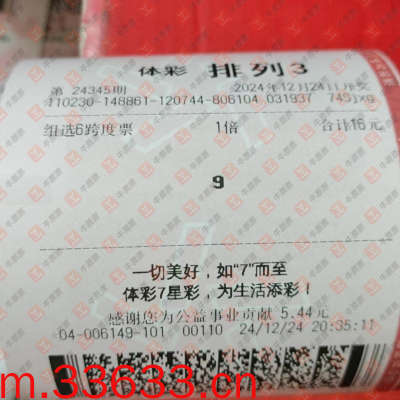 体彩 排列3
第 24345期 2024年12月24日开奖
110230-148861-120744-806104 031937
组选6跨度票 1倍 合计16元
9
一切美好，如“7”而至
体彩7星彩，为生活添彩！
感谢您为公益事业贡献 5.44元
04-006149-101 00110 24/12/24 20:35:11
m.33633.cn